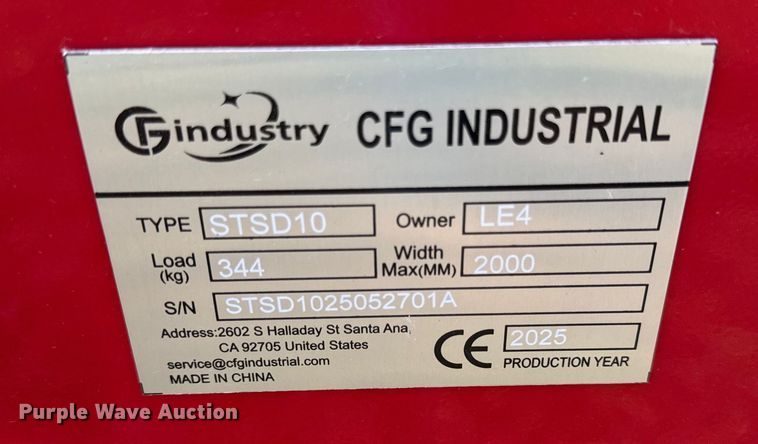 CFindustry CFG INDUSTRIAL
TYPE STSD10 Owner LE4
Load (kg) 344 Width Max(MM) 2000
S/N STSD1025052701A
Address:2602 S Halladay St Santa Ana,
CA 92705 United States
service@cfgindustrial.com
MADE IN CHINA
CE 2025
PRODUCTION YEAR
Purple Wave Auction